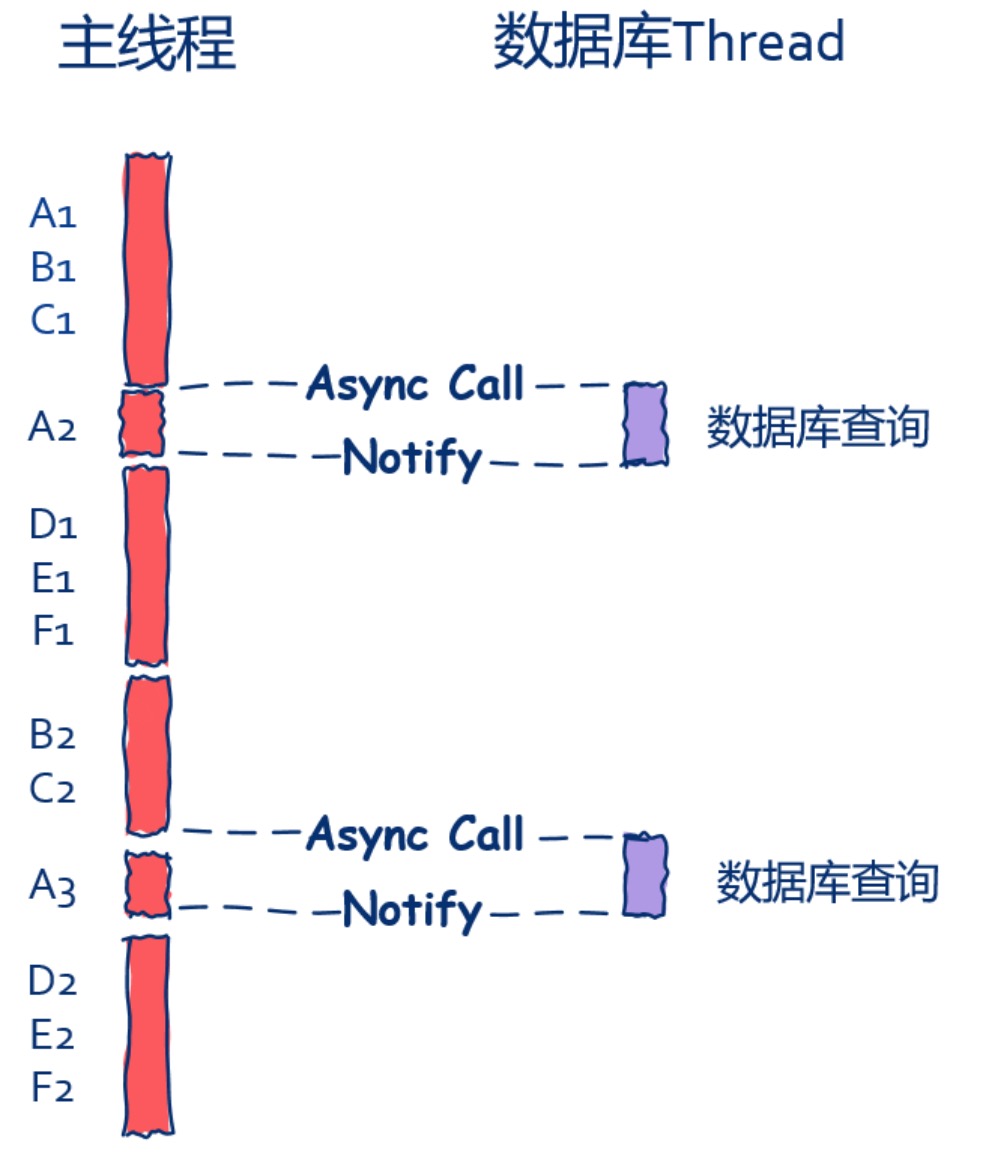 主线程 数据库Thread
A1
B1
C1
Async Call
A2 数据库查询
Notify
D1
E1
F1
B2
C2
Async Call
A3 数据库查询
Notify
D2
E2
F2